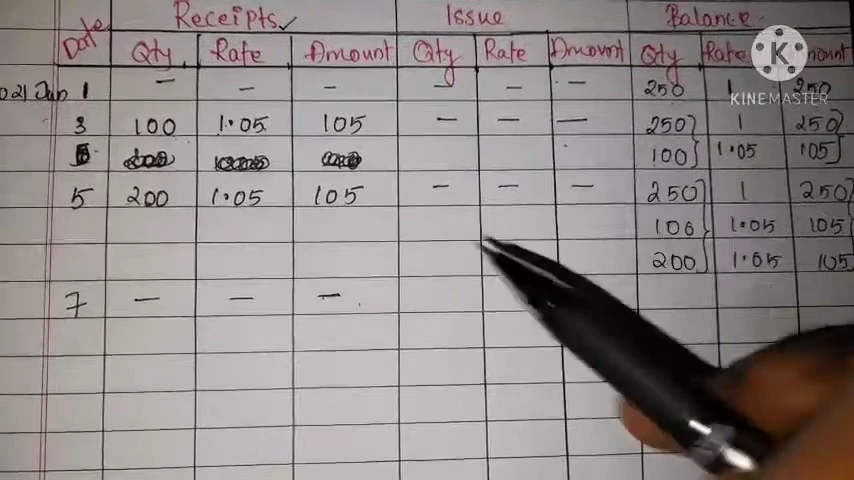 Receipts✓ Issue Balance
Date Qty Rate Amount Qty Rate Amount Qty Rate mount
021 Jan 1 — — — — — — 250 1 250
3 100 1.05 105 — — — 250 1 250
100 1.05 105
5 200 1.05 105 — — — 250 1 250
100 1.05 105
200 1.05 105
7 — — —
K
KINEMASTER